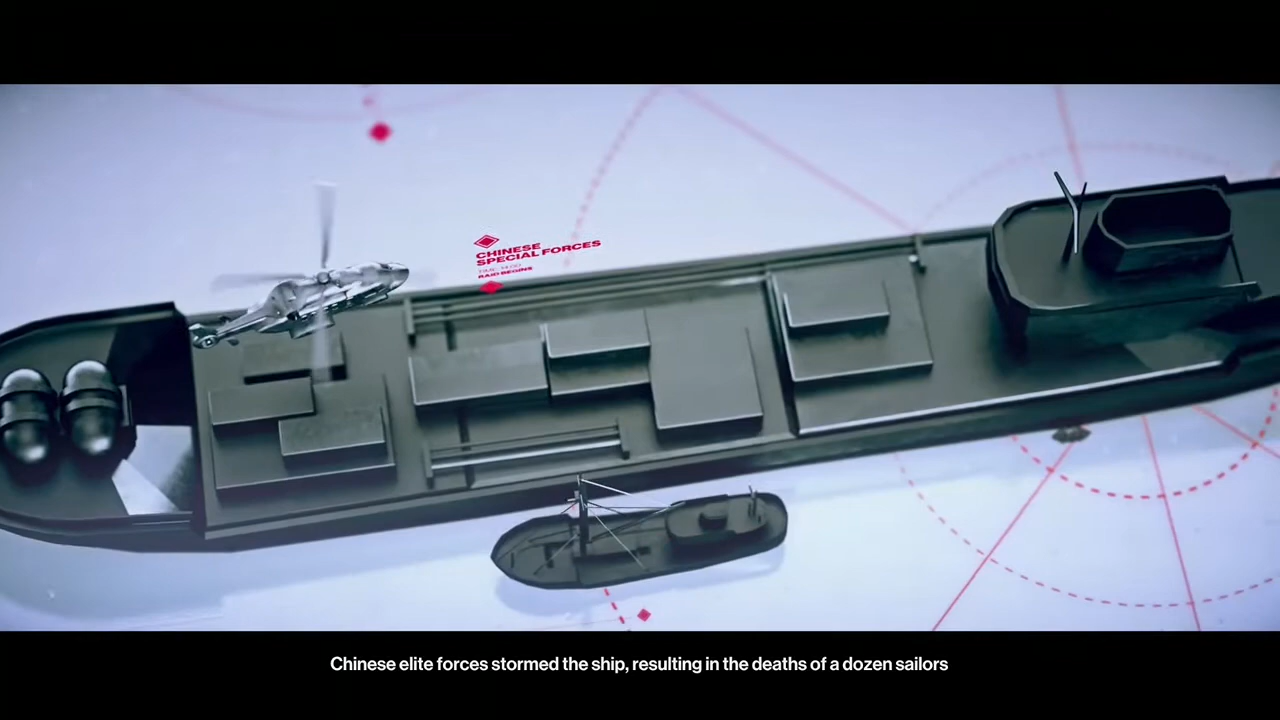 CHINESE
SPECIAL FORCES
RAID BEGINS
Chinese elite forces stormed the ship, resulting in the deaths of a dozen sailors